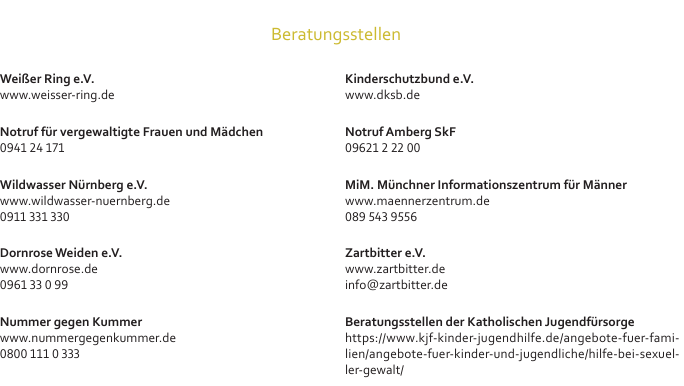 Beratungsstellen
Weißer Ring e.V.
www.weisser-ring.de
Notruf für vergewaltigte Frauen und Mädchen
0941 24 171
Wildwasser Nürnberg e.V.
www.wildwasser-nuernberg.de
0911 331 330
Dornrose Weiden e.V.
www.dornrose.de
0961 33 0 99
Nummer gegen Kummer
www.nummergegenkummer.de
0800 111 0 333
Kinderschutzbund e.V.
www.dksb.de
Notruf Amberg SkF
09621 2 22 00
MiM. Münchner Informationszentrum für Männer
www.maennerzentrum.de
089 543 9556
Zartbitter e.V.
www.zartbitter.de
info@zartbitter.de
Beratungsstellen der Katholischen Jugendfürsorge
https://www.kjf-kinder-jugendhilfe.de/angebote-fuer-fami-
lien/angebote-fuer-kinder-und-jugendliche/hilfe-bei-sexuel-
ler-gewalt/